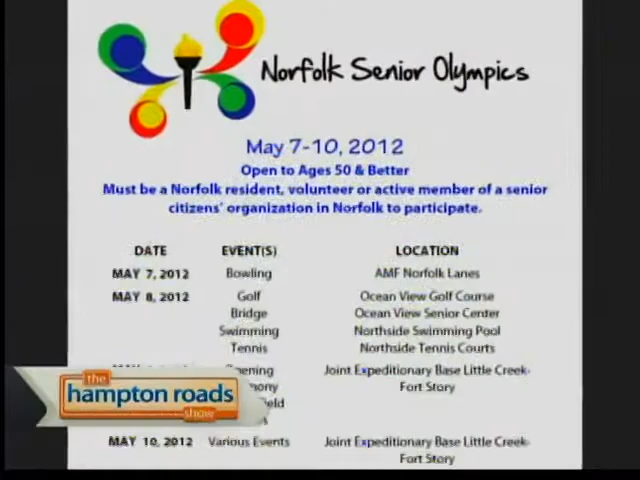 Norfolk Senior Olympics
May 7-10, 2012
Open to Ages 50 & Better
Must be a Norfolk resident, volunteer or active member of a senior
citizens' organization in Norfolk to participate.
DATE EVENT(S) LOCATION
MAY 7, 2012 Bowling AMF Norfolk Lanes
MAY 8, 2012 Golf Ocean View Golf Course
Bridge Ocean View Senior Center
Swimming Northside Swimming Pool
Tennis Northside Tennis Courts
Joint Expeditionary Base Little Creek-
Fort Story
MAY 10, 2012 Various Events Joint Expeditionary Base Little Creek-
Fort Story
the
hampton roads
show